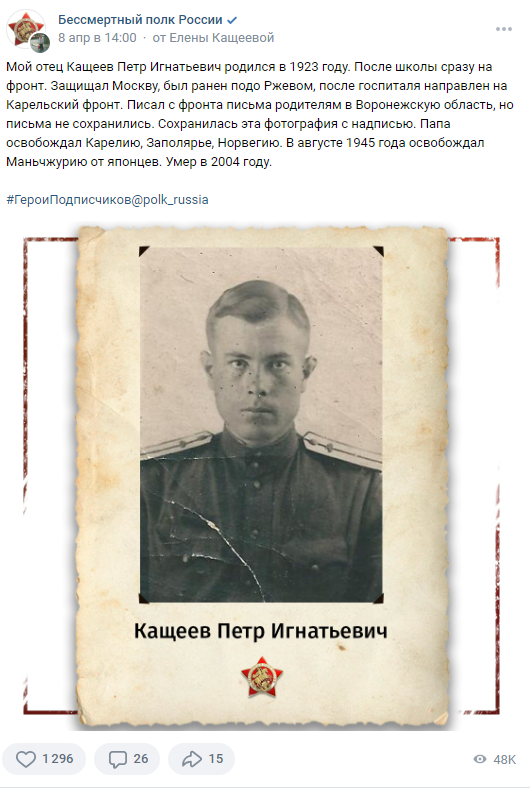 Бессмертный полк России
8 апр в 14:00 · от Елены Кащеевой
Мой отец Кащеев Петр Игнатьевич родился в 1923 году. После школы сразу на
фронт. Защищал Москву, был ранен подо Ржевом, после госпиталя направлен на
Карельский фронт. Писал с фронта письма родителям в Воронежскую область, но
письма не сохранились. Сохранилась эта фотография с надписью. Папа
освобождал Карелию, Заполярье, Норвегию. В августе 1945 года освобождал
Маньчжурию от японцев. Умер в 2004 году.
#ГероиПодписчиков@polk_russia
Кащеев Петр Игнатьевич
1 296
26
15
48K